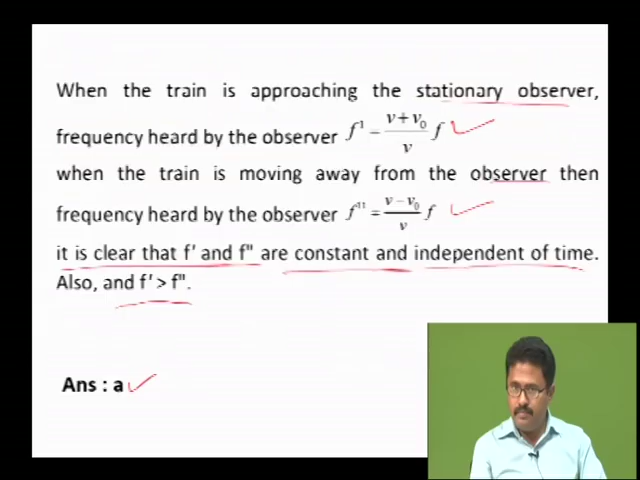 When the train is approaching the stationary observer,
frequency heard by the observer f' = (v+v₀)/v f
when the train is moving away from the observer then
frequency heard by the observer f'' = (v−v₀)/v f
it is clear that f' and f" are constant and independent of time.
Also, and f' > f".
Ans : a